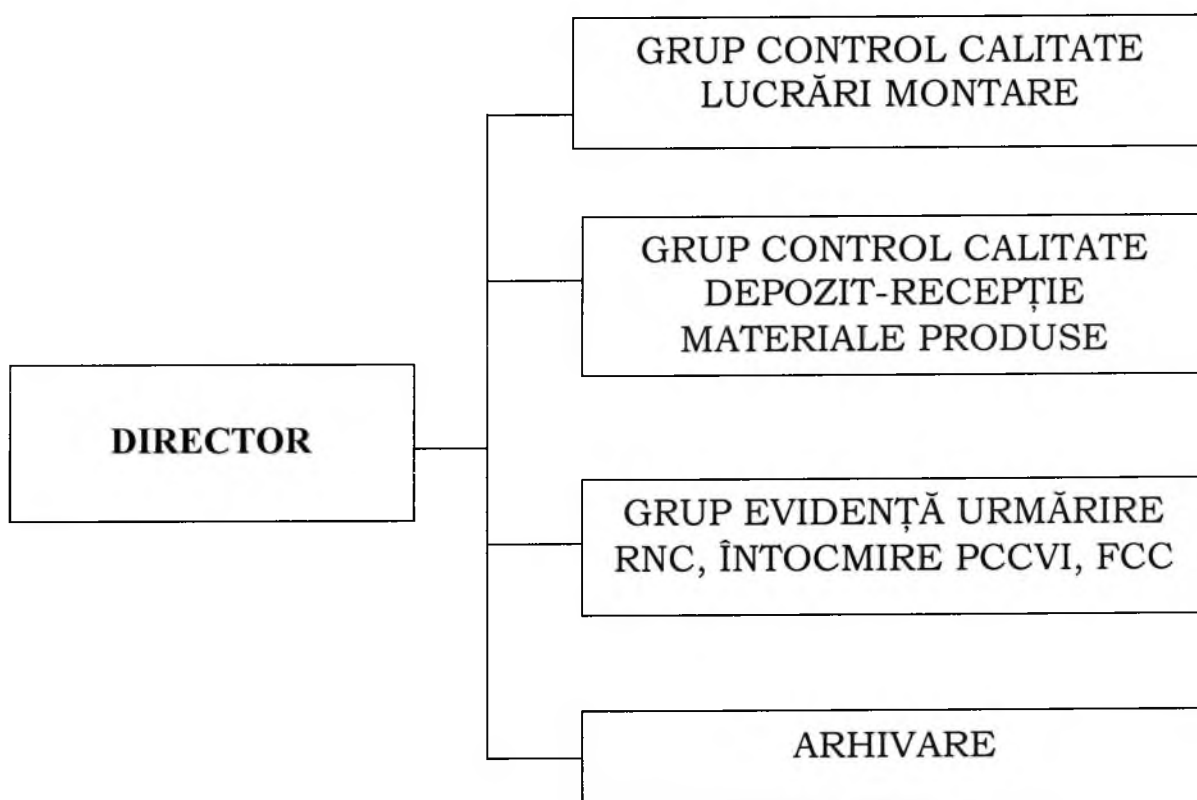 GRUP CONTROL CALITATE
LUCRĂRI MONTARE
GRUP CONTROL CALITATE
DEPOZIT-RECEPȚIE
MATERIALE PRODUSE
DIRECTOR
GRUP EVIDENȚĂ URMĂRIRE
RNC, ÎNTOCMIRE PCCVI, FCC
ARHIVARE